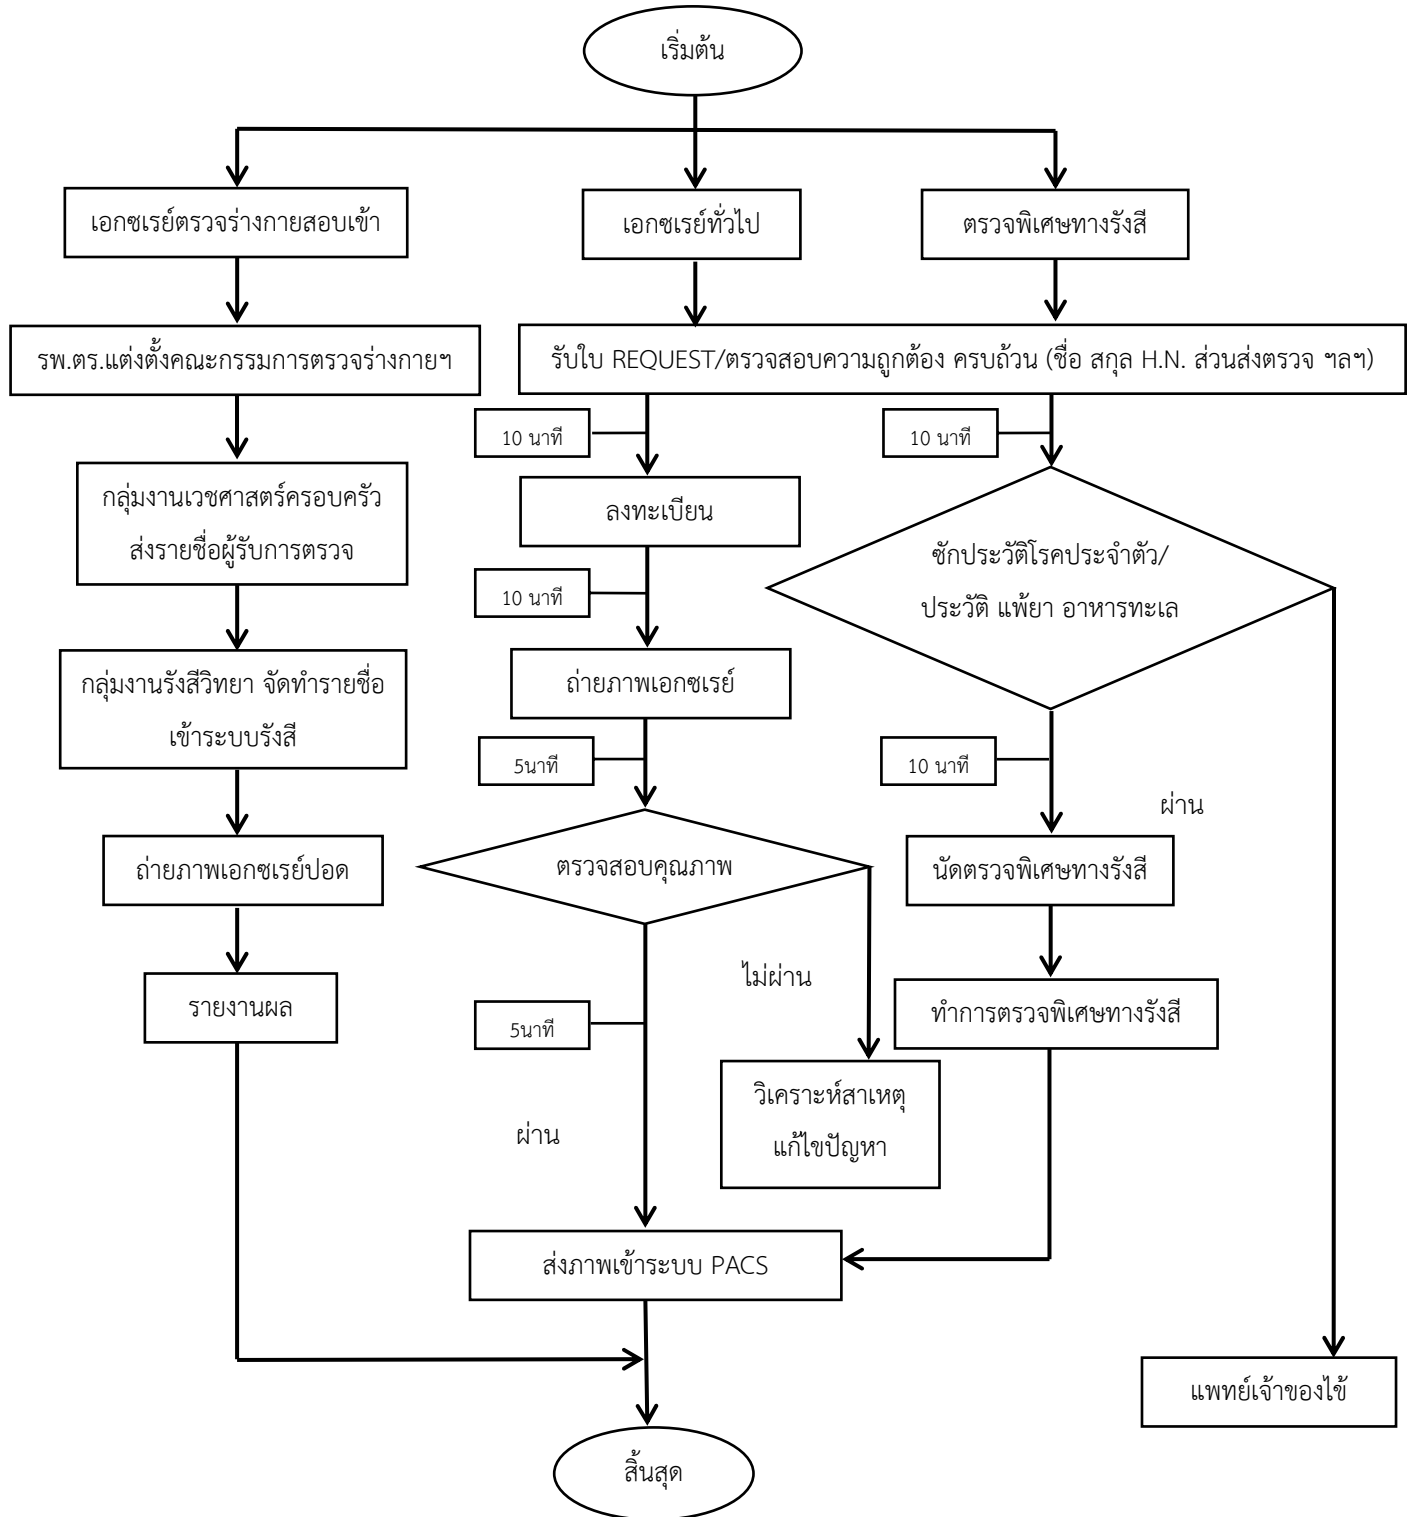 เริ่มต้น
เอกซเรย์ตรวจร่างกายสอบเข้า
เอกซเรย์ทั่วไป
ตรวจพิเศษทางรังสี
รพ.ตร.แต่งตั้งคณะกรรมการตรวจร่างกายฯ
รับใบ REQUEST/ตรวจสอบความถูกต้อง ครบถ้วน (ชื่อ สกุล H.N. ส่วนส่งตรวจ ฯลฯ)
10 นาที
10 นาที
กลุ่มงานเวชศาสตร์ครอบครัว
ส่งรายชื่อผู้รับการตรวจ
ลงทะเบียน
ซักประวัติโรคประจำตัว/
ประวัติ แพ้ยา อาหารทะเล
10 นาที
กลุ่มงานรังสีวิทยา จัดทำรายชื่อ
เข้าระบบรังสี
ถ่ายภาพเอกซเรย์
5นาที
10 นาที
ผ่าน
ถ่ายภาพเอกซเรย์ปอด
ตรวจสอบคุณภาพ
นัดตรวจพิเศษทางรังสี
ไม่ผ่าน
รายงานผล
5นาที
ทำการตรวจพิเศษทางรังสี
วิเคราะห์สาเหตุ
แก้ไขปัญหา
ผ่าน
ส่งภาพเข้าระบบ PACS
แพทย์เจ้าของไข้
สิ้นสุด